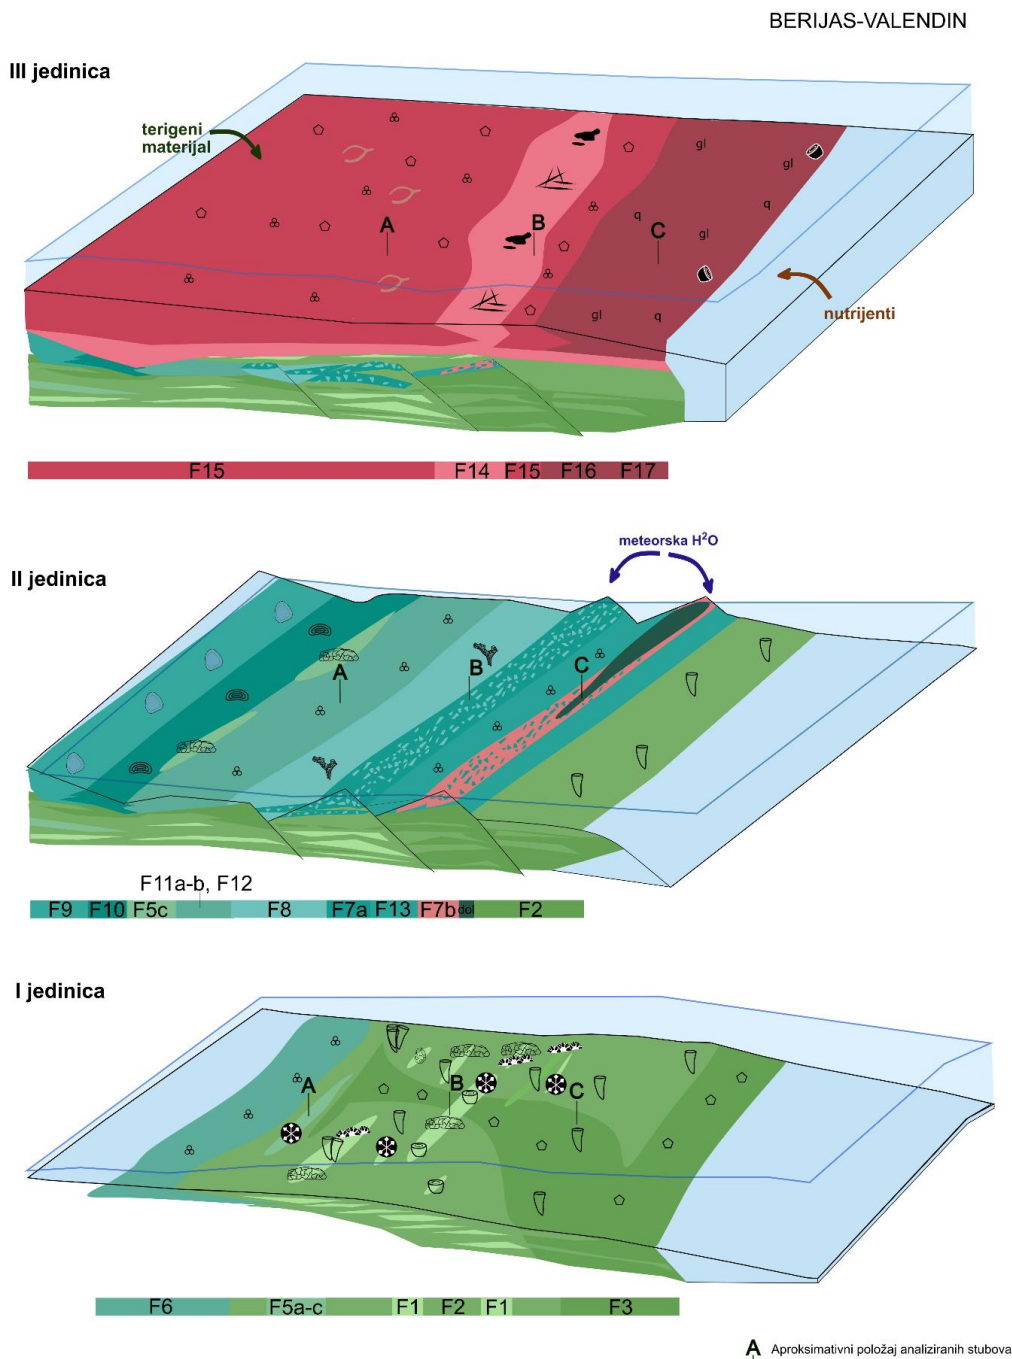 BERIJAS-VALENDIN
III jedinica
terigeni
materijal
gl
gl
q
q
gl
A
B
C
gl
q
nutrijenti
F15
F14
F15
F16
F17
meteorska H²O
II jedinica
A
B
C
F11a-b, F12
F9
F10
F5c
F8
F7a
F13
F7b
dol
F2
I jedinica
A
B
C
F6
F5a-c
F1
F2
F1
F3
A Aproksimativni položaj analiziranih stubova